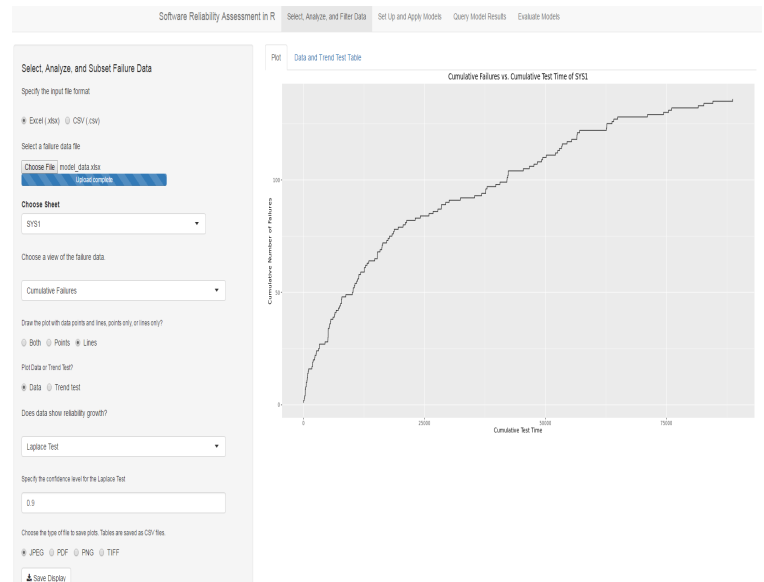 Software Reliability Assessment in R Select, Analyze, and Filter Data Set Up and Apply Models Query Model Results Evaluate Models
Select, Analyze, and Subset Failure Data
Specify the input file format
Excel (.xlsx) CSV (.csv)
Select a failure data file
Choose File model_data.xlsx
Upload complete
Choose Sheet
SYS1
Choose a view of the failure data.
Cumulative Failures
Draw the plot with data points and lines, points only, or lines only?
Both Points Lines
Plot Data or Trend Test?
Data Trend test
Does data show reliability growth?
Laplace Test
Specify the confidence level for the Laplace Test
0.9
Choose the type of file to save plots. Tables are saved as CSV files.
JPEG PDF PNG TIFF
Save Display
Plot Data and Trend Test Table
Cumulative Failures vs. Cumulative Test Time of SYS1
Cumulative Number of Failures
100
50
0
0 25000 50000 75000
Cumulative Test Time